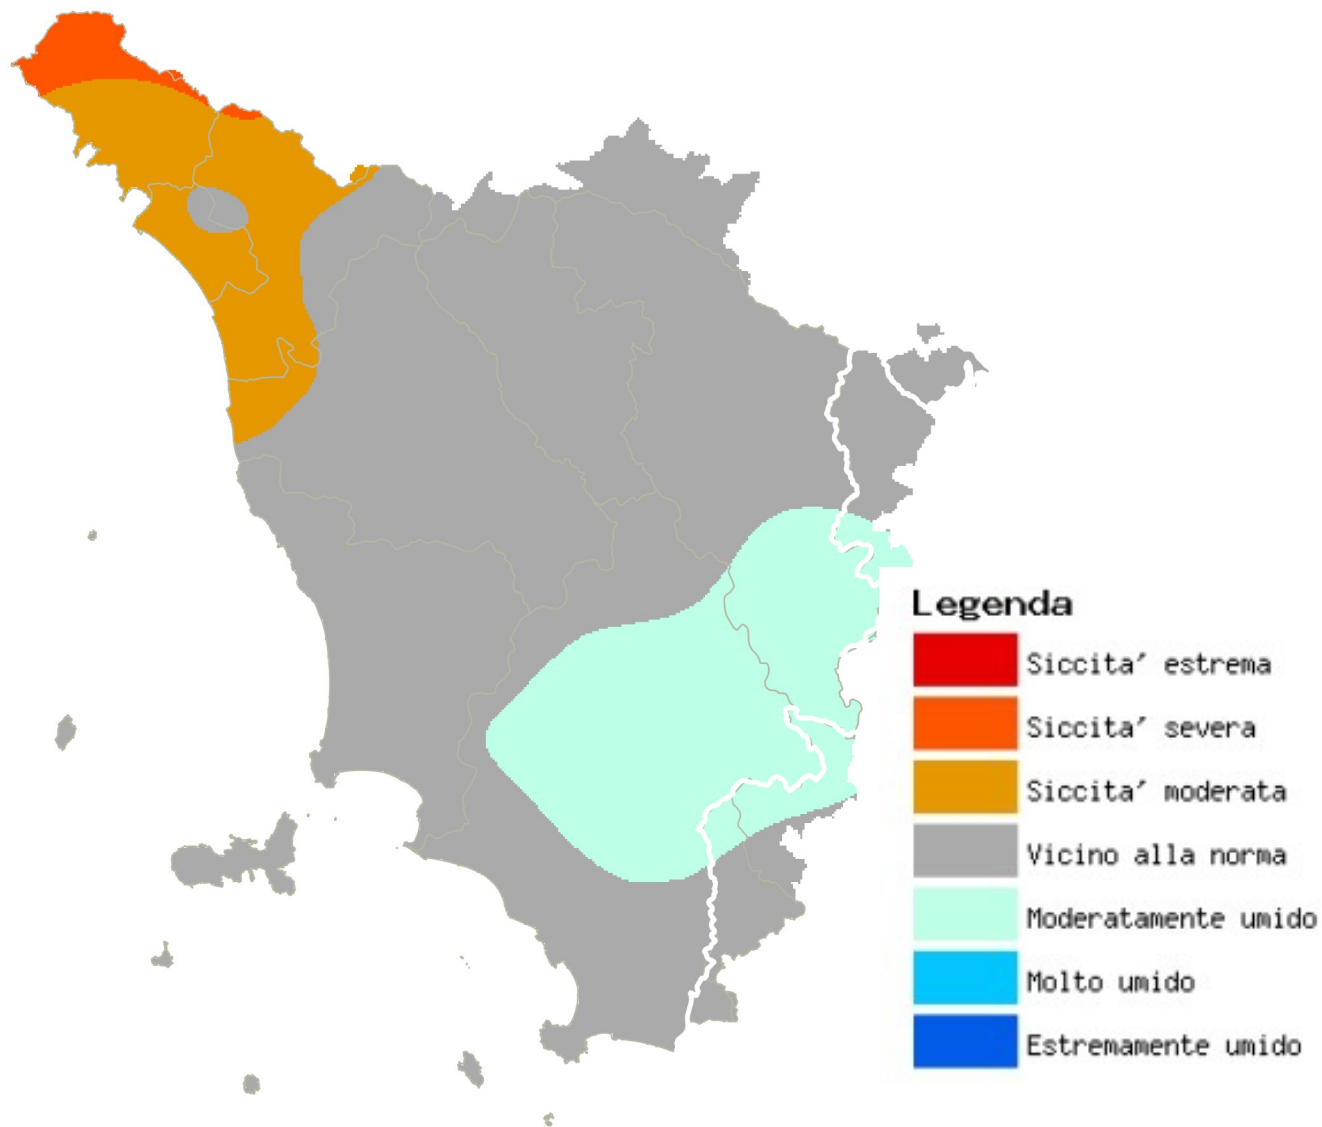 Legenda
Siccita' estrema
Siccita' severa
Siccita' moderata
Vicino alla norma
Moderatamente umido
Molto umido
Estremamente umido